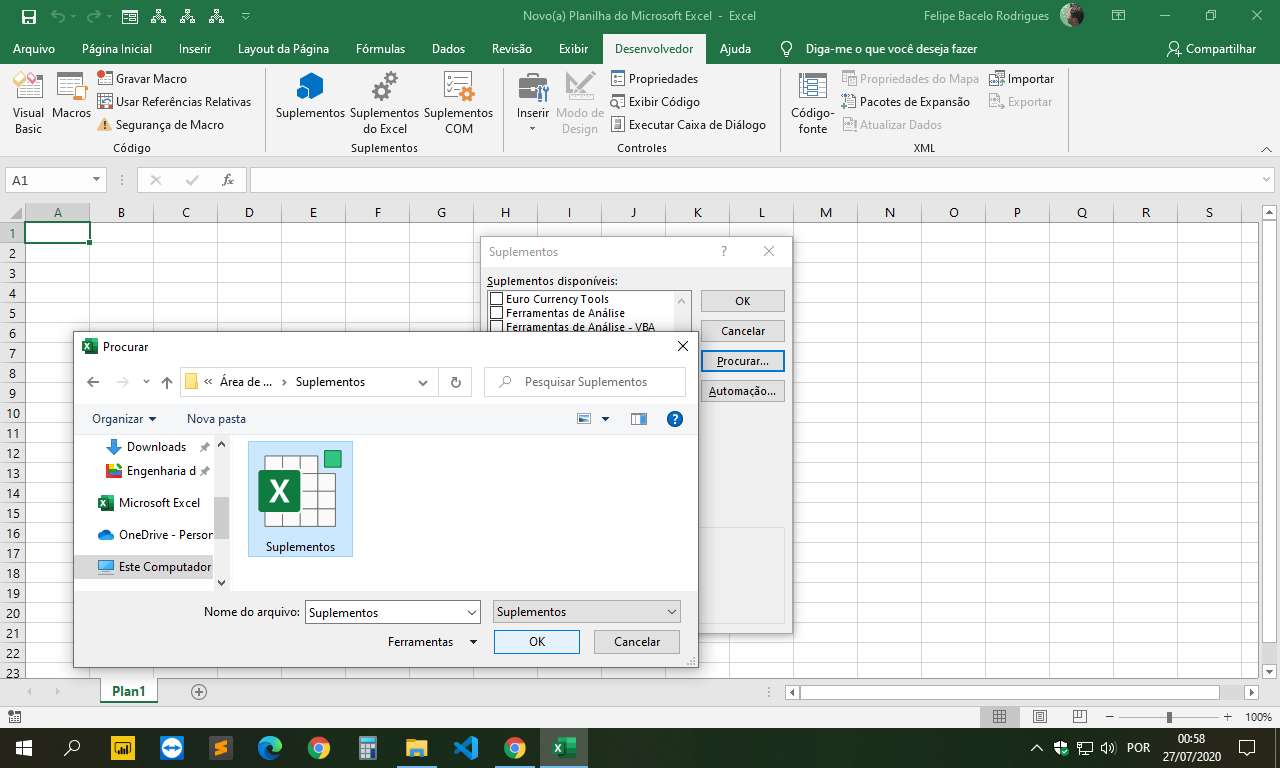 Novo(a) Planilha do Microsoft Excel - Excel
Felipe Bacelo Rodrigues
Arquivo
Página Inicial
Inserir
Layout da Página
Fórmulas
Dados
Revisão
Exibir
Desenvolvedor
Ajuda
Diga-me o que você deseja fazer
Compartilhar
Visual Basic
Macros
Gravar Macro
Usar Referências Relativas
Segurança de Macro
Código
Suplementos
Suplementos do Excel
Suplementos COM
Suplementos
Inserir
Modo de Design
Propriedades
Exibir Código
Executar Caixa de Diálogo
Controles
Código-fonte
Propriedades do Mapa
Pacotes de Expansão
Atualizar Dados
Importar
Exportar
XML
A1
fx
A B C D E F G H I J K L M N O P Q R S
1
2
3
4
5
6
7
8
9
10
11
12
13
14
15
16
17
18
19
20
21
22
23
Suplementos
?
Suplementos disponíveis:
Euro Currency Tools
Ferramentas de Análise
Ferramentas de Análise - VBA
OK
Cancelar
Procurar...
Automação...
Procurar
« Área de ... › Suplementos
Pesquisar Suplementos
Organizar
Nova pasta
?
Downloads
Engenharia d
Microsoft Excel
OneDrive - Person
Este Computador
X
Suplementos
Nome do arquivo:
Suplementos
Suplementos
Ferramentas
OK
Cancelar
Plan1
100%
POR
00:58
27/07/2020